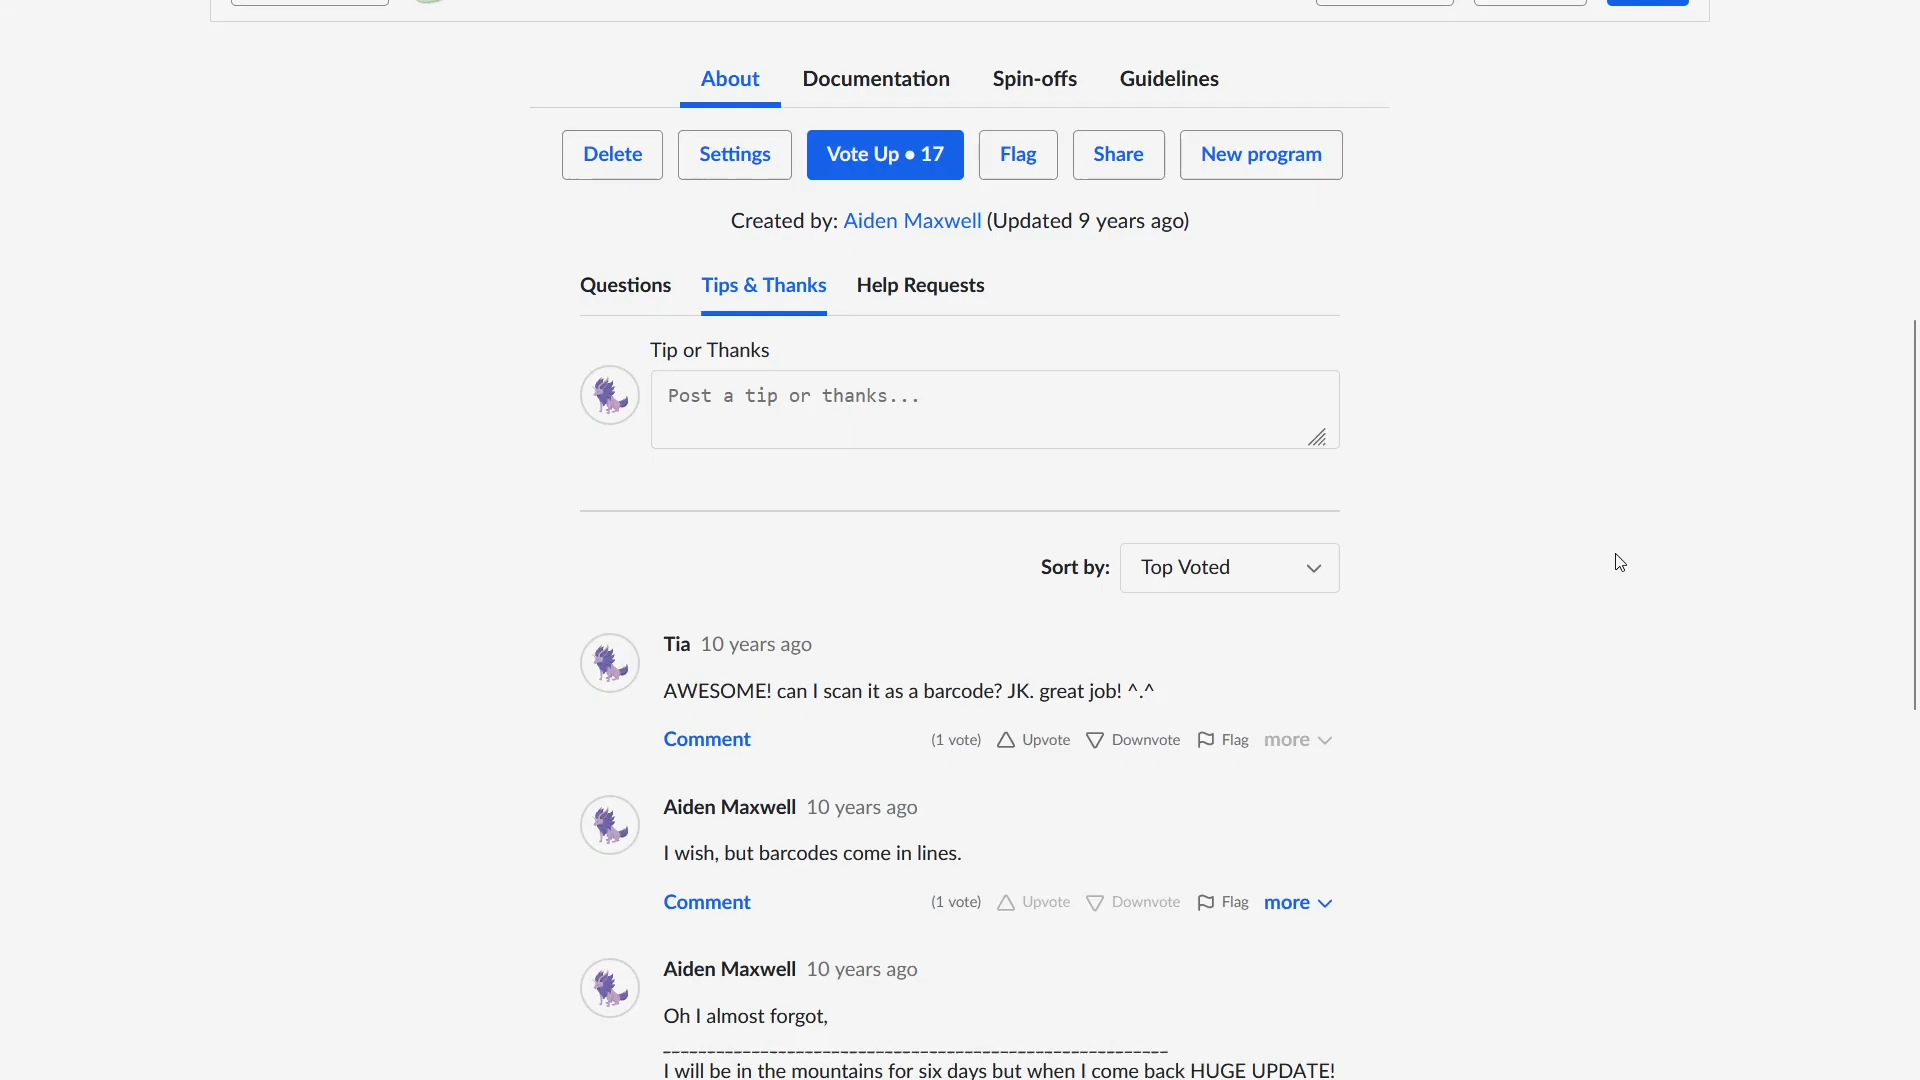 About Documentation Spin-offs Guidelines
Delete Settings Vote Up • 17 Flag Share New program
Created by: Aiden Maxwell (Updated 9 years ago)
Questions Tips & Thanks Help Requests
Tip or Thanks
Post a tip or thanks...
Sort by: Top Voted
Tia 10 years ago
AWESOME! can I scan it as a barcode? JK. great job! ^.^
Comment (1 vote) Upvote Downvote Flag more
Aiden Maxwell 10 years ago
I wish, but barcodes come in lines.
Comment (1 vote) Upvote Downvote Flag more
Aiden Maxwell 10 years ago
Oh I almost forgot,
_________________________________________________________
I will be in the mountains for six days but when I come back HUGE UPDATE!